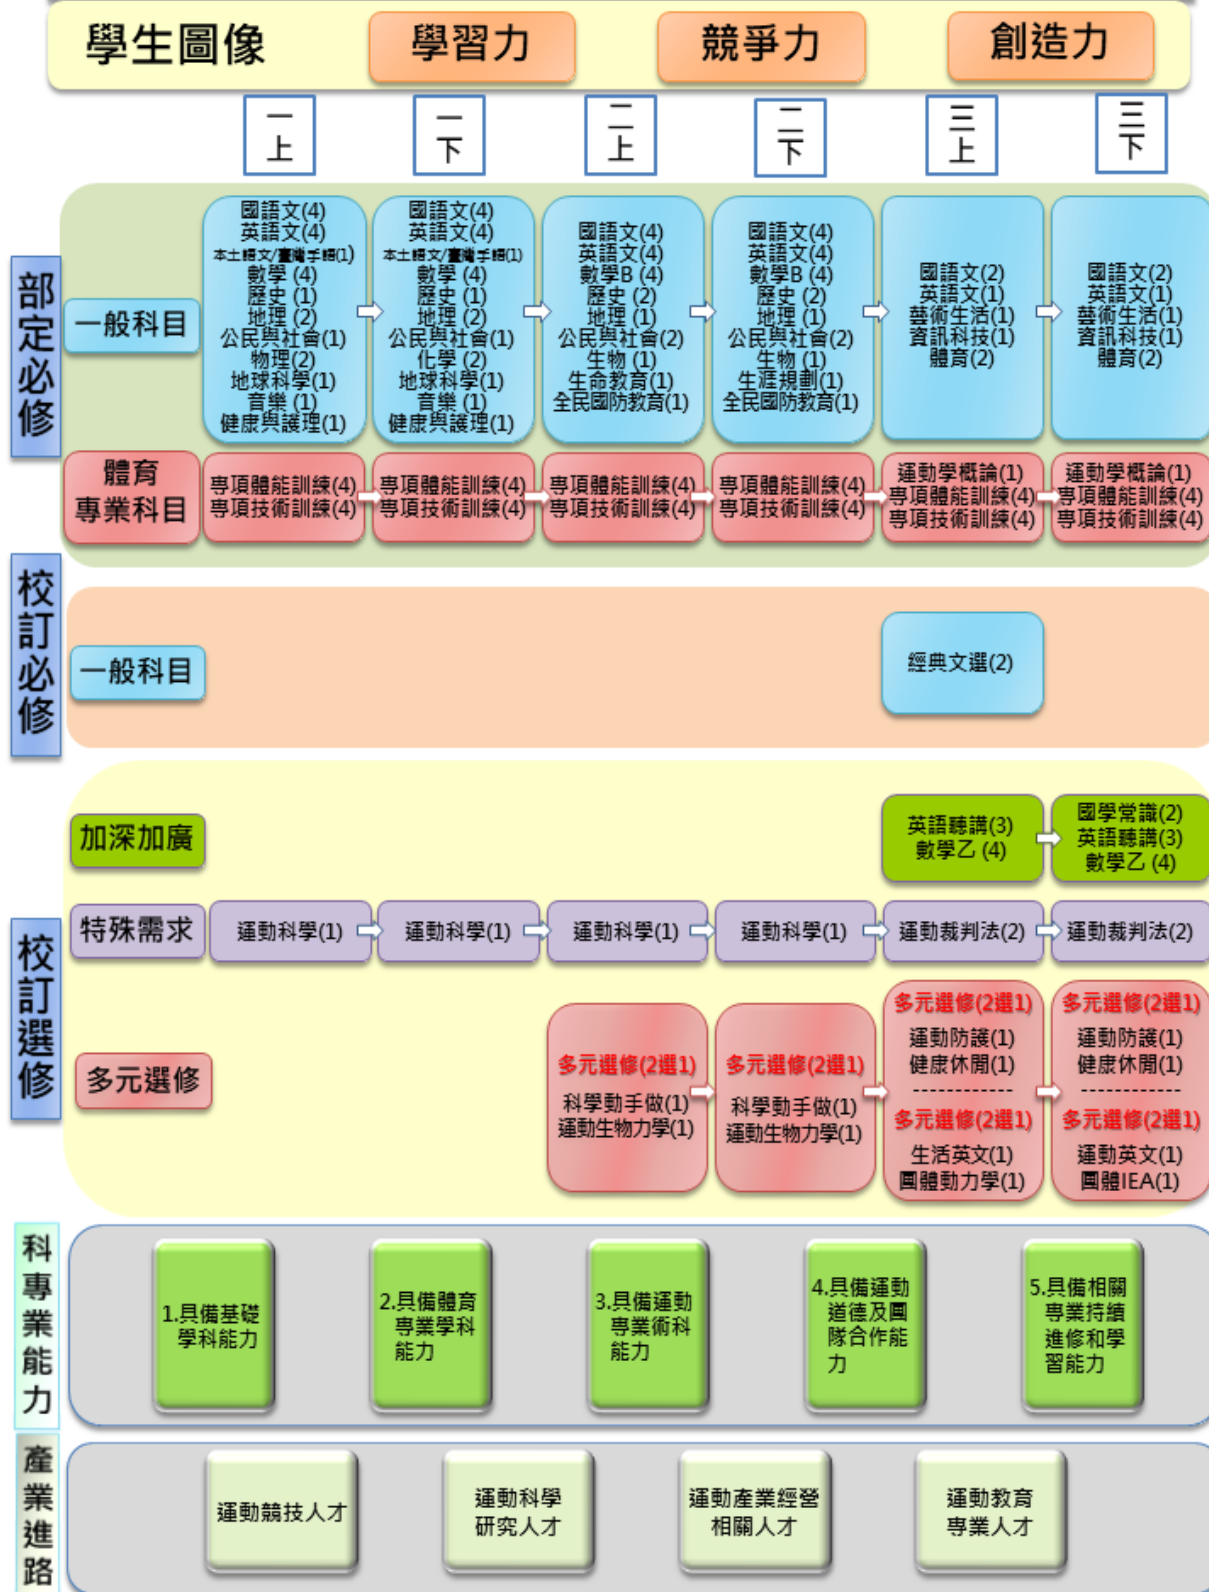 學生圖像
學習力
競爭力
創造力
一上
一下
二上
二下
三上
三下
部定必修
一般科目
國語文(4)
英語文(4)
本土語文/臺灣手語(1)
數學 (4)
歷史 (1)
地理 (2)
公民與社會(1)
物理(2)
地球科學(1)
音樂 (1)
健康與護理(1)
國語文(4)
英語文(4)
本土語文/臺灣手語(1)
數學 (4)
歷史 (1)
地理 (2)
公民與社會(1)
化學 (2)
地球科學(1)
音樂 (1)
健康與護理(1)
國語文(4)
英語文(4)
數學B (4)
歷史 (2)
地理 (1)
公民與社會(2)
生物 (1)
生命教育(1)
全民國防教育(1)
國語文(4)
英語文(4)
數學B (4)
歷史 (2)
地理 (1)
公民與社會(2)
生物 (1)
生涯規劃(1)
全民國防教育(1)
國語文(2)
英語文(1)
藝術生活(1)
資訊科技(1)
體育(2)
國語文(2)
英語文(1)
藝術生活(1)
資訊科技(1)
體育(2)
體育
專業科目
專項體能訓練(4)
專項技術訓練(4)
專項體能訓練(4)
專項技術訓練(4)
專項體能訓練(4)
專項技術訓練(4)
專項體能訓練(4)
專項技術訓練(4)
運動學概論(1)
專項體能訓練(4)
專項技術訓練(4)
運動學概論(1)
專項體能訓練(4)
專項技術訓練(4)
校訂必修
一般科目
經典文選(2)
校訂選修
加深加廣
英語聽講(3)
數學乙 (4)
國學常識(2)
英語聽講(3)
數學乙 (4)
特殊需求
運動科學(1)
運動科學(1)
運動科學(1)
運動科學(1)
運動裁判法(2)
運動裁判法(2)
多元選修
多元選修(2選1)
科學動手做(1)
運動生物力學(1)
多元選修(2選1)
科學動手做(1)
運動生物力學(1)
多元選修(2選1)
運動防護(1)
健康休閒(1)
------------
多元選修(2選1)
生活英文(1)
團體動力學(1)
多元選修(2選1)
運動防護(1)
健康休閒(1)
------------
多元選修(2選1)
運動英文(1)
團體IEA(1)
科專業能力
1.具備基礎
學科能力
2.具備體育
專業學科
能力
3.具備運動
專業術科
能力
4.具備運動
道德及團
隊合作能
力
5.具備相關
專業持續
進修和學
習能力
產業進路
運動競技人才
運動科學
研究人才
運動產業經營
相關人才
運動教育
專業人才